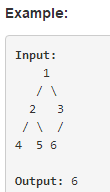 Example:
Input:
    1
   / \
  2   3
 / \  /
4  5 6
Output: 6